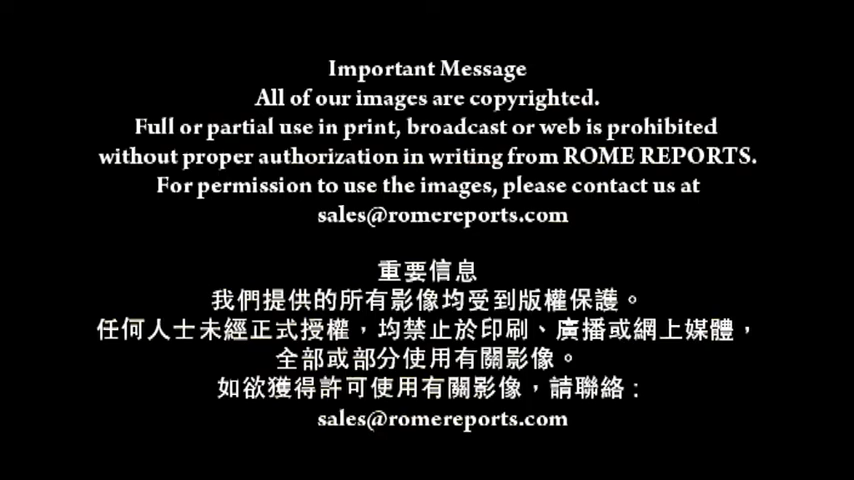 Important Message
All of our images are copyrighted.
Full or partial use in print, broadcast or web is prohibited
without proper authorization in writing from ROME REPORTS.
For permission to use the images, please contact us at
sales@romereports.com
重要信息
我們提供的所有影像均受到版權保護。
任何人士未經正式授權，均禁止於印刷、廣播或網上媒體，
全部或部分使用有關影像。
如欲獲得許可使用有關影像，請聯絡：
sales@romereports.com